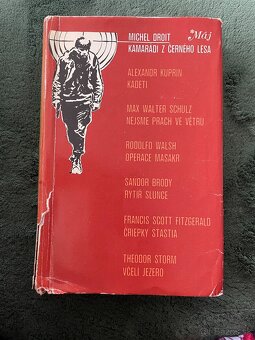 MICHEL DROIT
Máj
KAMARÁDI Z ČERNÉHO LESA
ALEXANDR KUPRIN
KADETI
MAX WALTER SCHULZ
NEJSME PRACH VE VĚTRU
RODOLFO WALSH
OPERACE MASAKR
SANDOR BRODY
RYTÍŘ SLUNCE
FRANCIS SCOTT FITZGERALD
ČRIEPKY ŠŤASTIA
THEODOR STORM
VČELÍ JEZERO